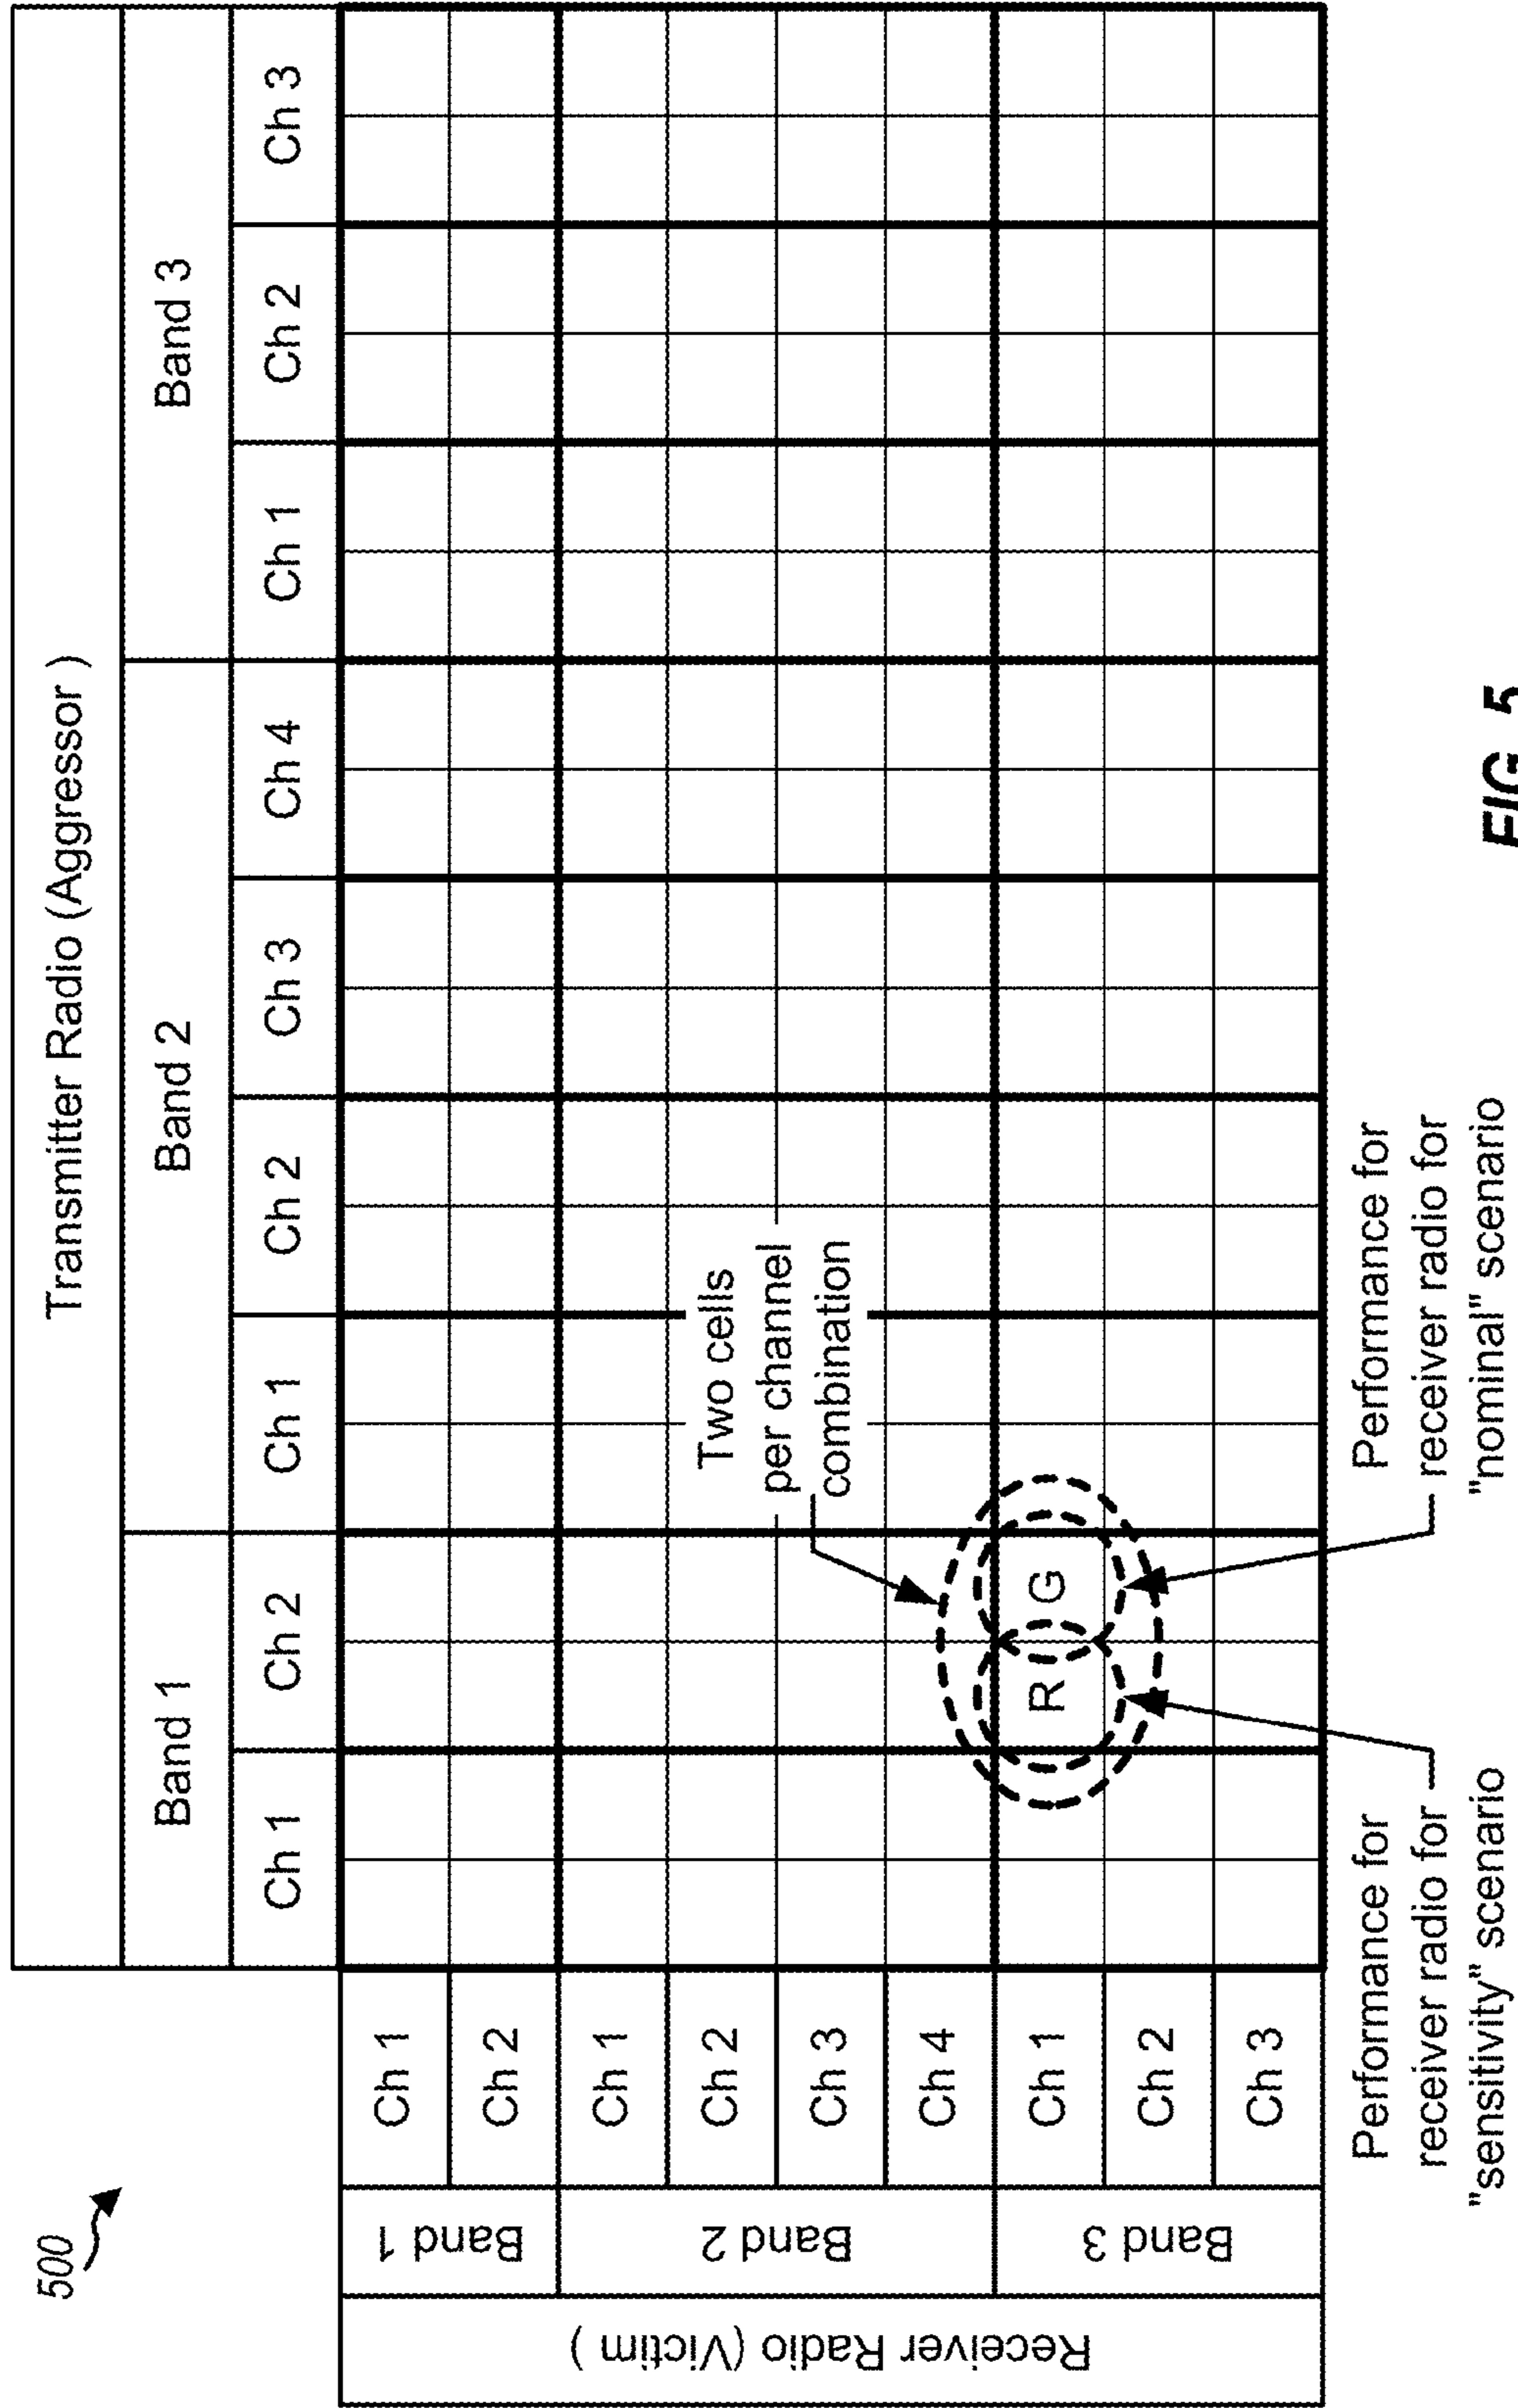 500
Transmitter Radio (Aggressor )
Band 1
Band 2
Band 3
Ch 1
Ch 2
Ch 1
Ch 2
Ch 3
Ch 4
Ch 1
Ch 2
Ch 3
Receiver Radio (Victim )
Band 1
Ch 1
Ch 2
Band 2
Ch 1
Ch 2
Ch 3
Ch 4
Band 3
Ch 1
Ch 2
Ch 3
Two cells
per channel
combination
R
G
Performance for
receiver radio for
"sensitivity" scenario
Performance for
receiver radio for
"nominal" scenario
FIG. 5